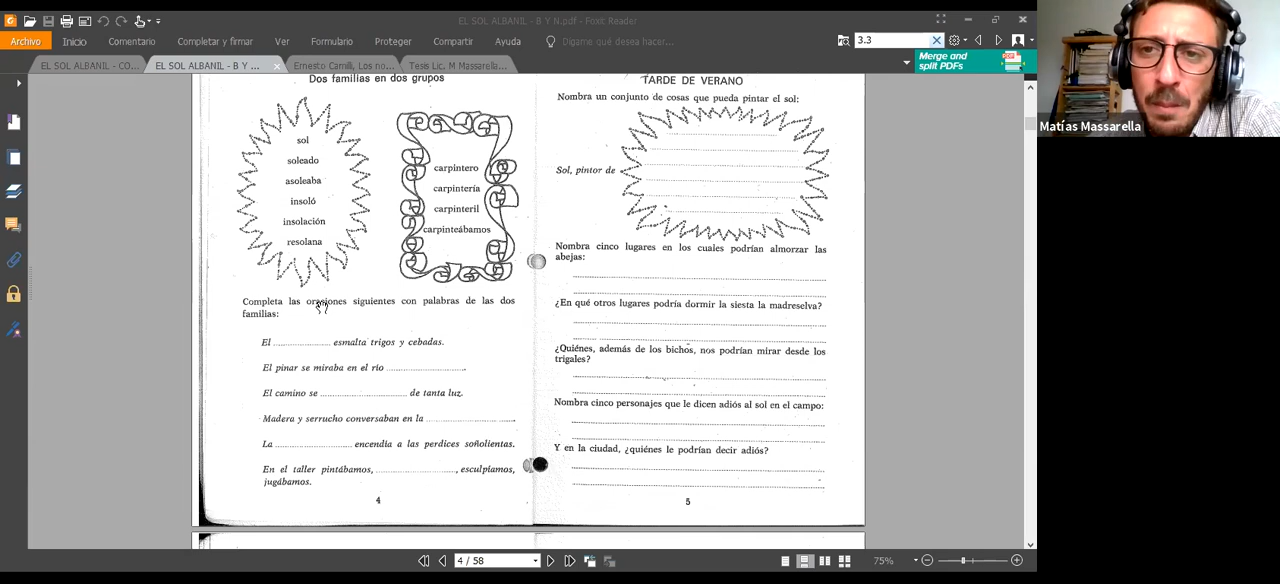 EL SOL ALBANIL - B Y N.pdf - Foxit Reader
Archivo Inicio Comentario Completar y firmar Ver Formulario Proteger Compartir Ayuda Dígame qué desea hacer... 3.3
EL SOL ALBANIL - CO... EL SOL ALBANIL - B Y ... Ernesto Camili, Los no... Tesis Lic. M Massarella...
Merge and
split PDFs
Dos familias en dos grupos
sol
soleado
asoleaba
insoló
insolación
resolana
carpintero
carpintería
carpinteril
carpinteábamos
Completa las oraciones siguientes con palabras de las dos
familias:
El .................. esmalta trigos y cebadas.
El pinar se miraba en el río .........................
El camino se ........................... de tanta luz.
Madera y serrucho conversaban en la ...........................
La ........................ encendía a las perdices soñolientas.
En el taller pintábamos, ........................., esculpíamos,
jugábamos.
4
TARDE DE VERANO
Nombra un conjunto de cosas que pueda pintar el sol:
Sol, pintor de
Nombra cinco lugares en los cuales podrían almorzar las
abejas:
¿En qué otros lugares podría dormir la siesta la madreselva?
¿Quiénes, además de los bichos, nos podrían mirar desde los
trigales?
Nombra cinco personajes que le dicen adiós al sol en el campo:
Y en la ciudad, ¿quiénes le podrían decir adiós?
5
4 / 58
75%
Matías Massarella